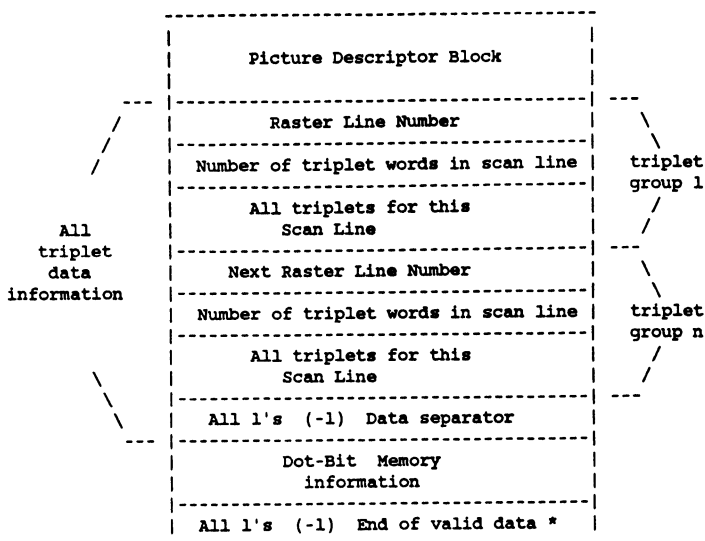 Picture Descriptor Block
Raster Line Number
Number of triplet words in scan line
triplet
group 1
All triplets for this
Scan Line
All
triplet
data
information
Next Raster Line Number
Number of triplet words in scan line
triplet
group n
All triplets for this
Scan Line
All 1's (-1) Data separator
Dot-Bit Memory
information
All 1's (-1) End of valid data *